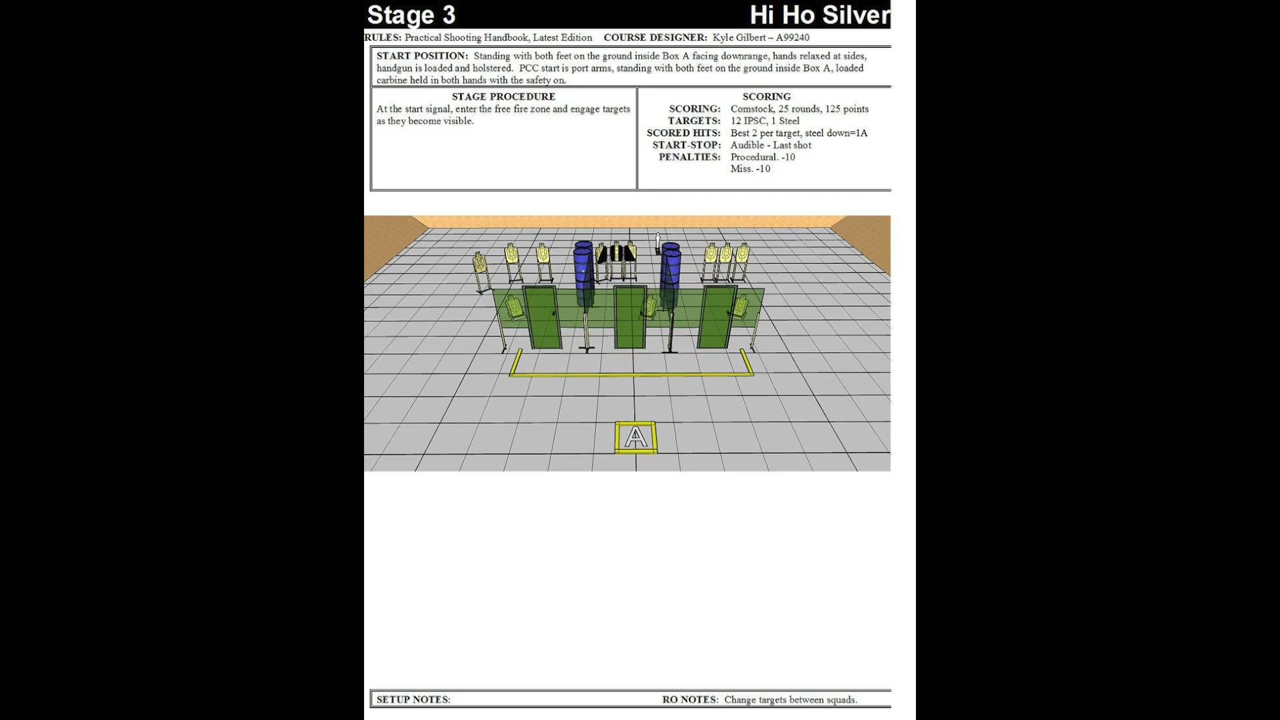 Stage 3 Hi Ho Silver
RULES: Practical Shooting Handbook, Latest Edition COURSE DESIGNER: Kyle Gilbert – A99240
START POSITION: Standing with both feet on the ground inside Box A facing downrange, hands relaxed at sides,
handgun is loaded and holstered. PCC start is port arms, standing with both feet on the ground inside Box A, loaded
carbine held in both hands with the safety on.
STAGE PROCEDURE
At the start signal, enter the free fire zone and engage targets
as they become visible.
SCORING
SCORING: Comstock, 25 rounds, 125 points
TARGETS: 12 IPSC, 1 Steel
SCORED HITS: Best 2 per target, steel down=1A
START-STOP: Audible - Last shot
PENALTIES: Procedural. -10
Miss. -10
A
SETUP NOTES: RO NOTES: Change targets between squads.